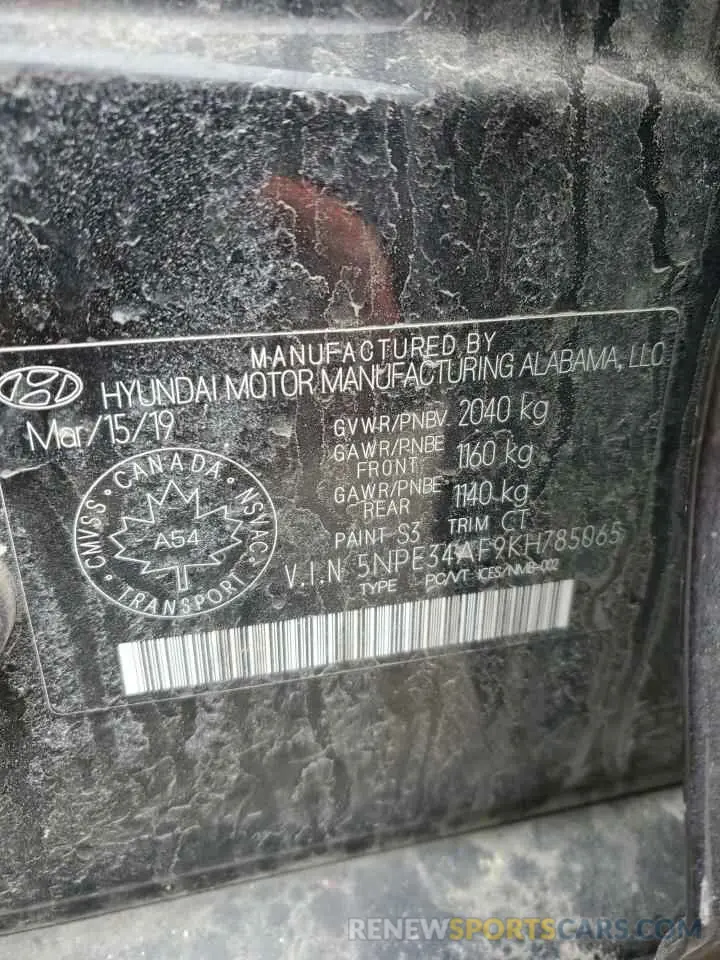 MANUFACTURED BY
HYUNDAI MOTOR MANUFACTURING ALABAMA, LLC
Mar/15/19
GVWR/PNBV 2040 kg
GAWR/PNBE FRONT 1160 kg
GAWR/PNBE REAR 1140 kg
PAINT S3 TRIM CT
CMVSS · CANADA · NSVAC · TRANSPORT
A54
V.I.N 5NPE34AF9KH785065
TYPE PC/VT ICES/NMB-002
RENEWSPORTSCARS.COM